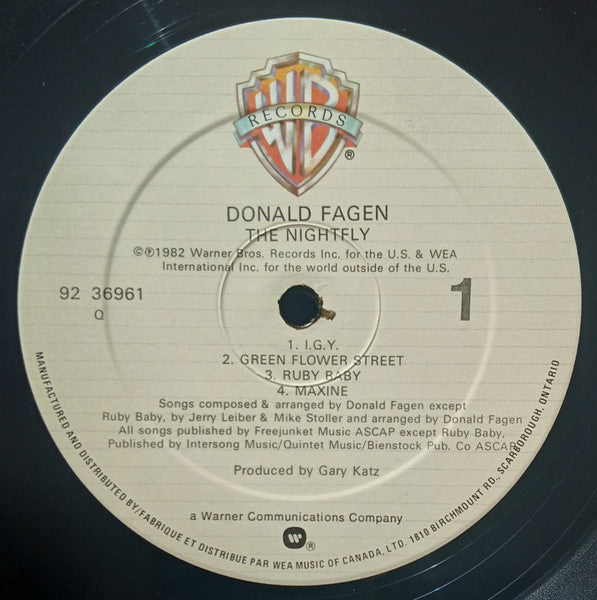 WB
RECORDS
®
DONALD FAGEN
THE NIGHTFLY
©℗1982 Warner Bros. Records Inc. for the U.S. & WEA
International Inc. for the world outside of the U.S.
92 36961
Q
1
1. I.G.Y.
2. GREEN FLOWER STREET
3. RUBY BABY
4. MAXINE
Songs composed & arranged by Donald Fagen except
Ruby Baby, by Jerry Leiber & Mike Stoller and arranged by Donald Fagen
All songs published by Freejunket Music ASCAP except Ruby Baby,
Published by Intersong Music/Quintet Music/Bienstock Pub. Co ASCAP
Produced by Gary Katz
a Warner Communications Company
®
MANUFACTURED AND DISTRIBUTED BY/FABRIQUE ET DISTRIBUE PAR WEA MUSIC OF CANADA, LTD. 1810 BIRCHMOUNT RD., SCARBOROUGH, ONTARIO